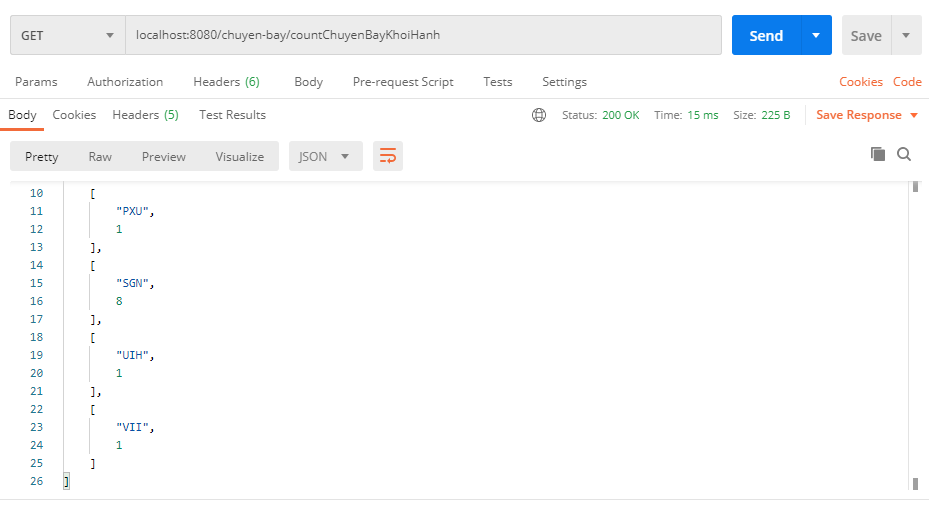 GET localhost:8080/chuyen-bay/countChuyenBayKhoiHanh Send Save
Params Authorization Headers (6) Body Pre-request Script Tests Settings Cookies Code
Body Cookies Headers (5) Test Results Status: 200 OK Time: 15 ms Size: 225 B Save Response
Pretty Raw Preview Visualize JSON
10 [
11 "PXU",
12 1
13 ],
14 [
15 "SGN",
16 8
17 ],
18 [
19 "UIH",
20 1
21 ],
22 [
23 "VII",
24 1
25 ]
26 ]